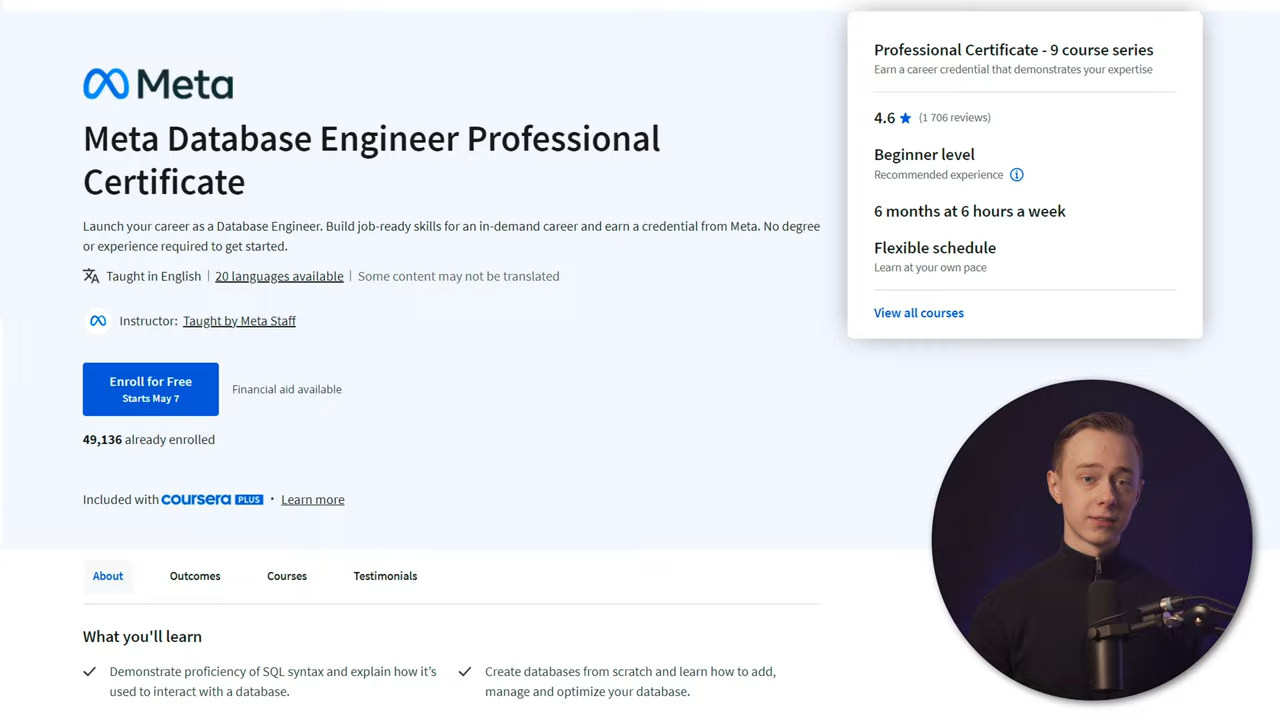 Meta
Meta Database Engineer Professional
Certificate
Launch your career as a Database Engineer. Build job-ready skills for an in-demand career and earn a credential from Meta. No degree
or experience required to get started.
Taught in English | 20 languages available | Some content may not be translated
Instructor: Taught by Meta Staff
Enroll for Free
Starts May 7
Financial aid available
49,136 already enrolled
Included with coursera PLUS • Learn more
Professional Certificate - 9 course series
Earn a career credential that demonstrates your expertise
4.6 ★ (1 706 reviews)
Beginner level
Recommended experience
6 months at 6 hours a week
Flexible schedule
Learn at your own pace
View all courses
About Outcomes Courses Testimonials
What you'll learn
Demonstrate proficiency of SQL syntax and explain how it’s
used to interact with a database.
Create databases from scratch and learn how to add,
manage and optimize your database.